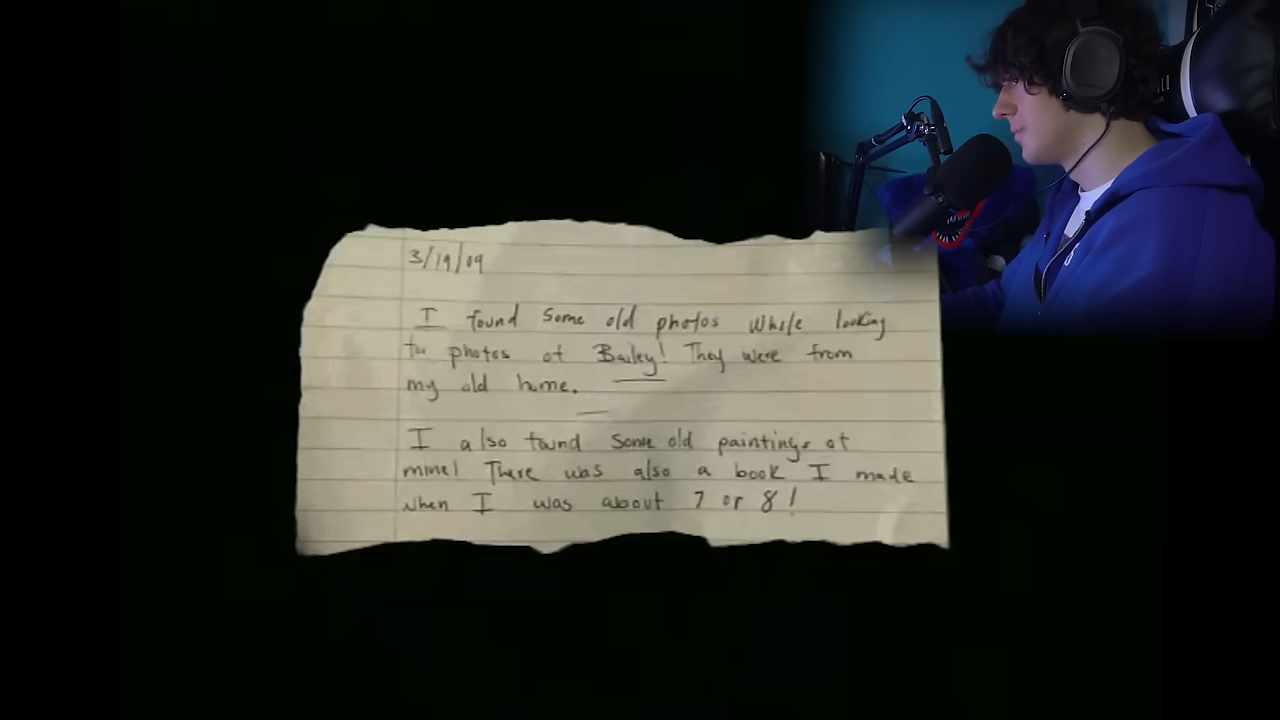 3/19/09
I found some old photos while looking
for photos of Bailey! They were from
my old home.
I also found some old paintings of
mine! There was also a book I made
when I was about 7 or 8!